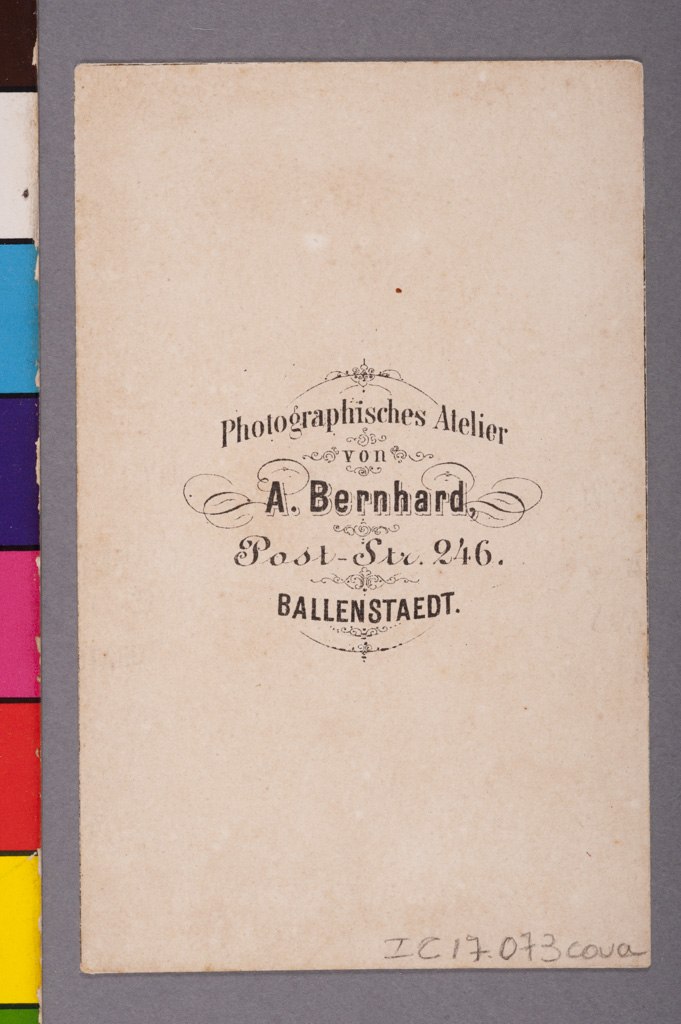 Photographisches Atelier
von
A. Bernhard,
Post-Str. 246.
BALLENSTAEDT.
IC17.073cova